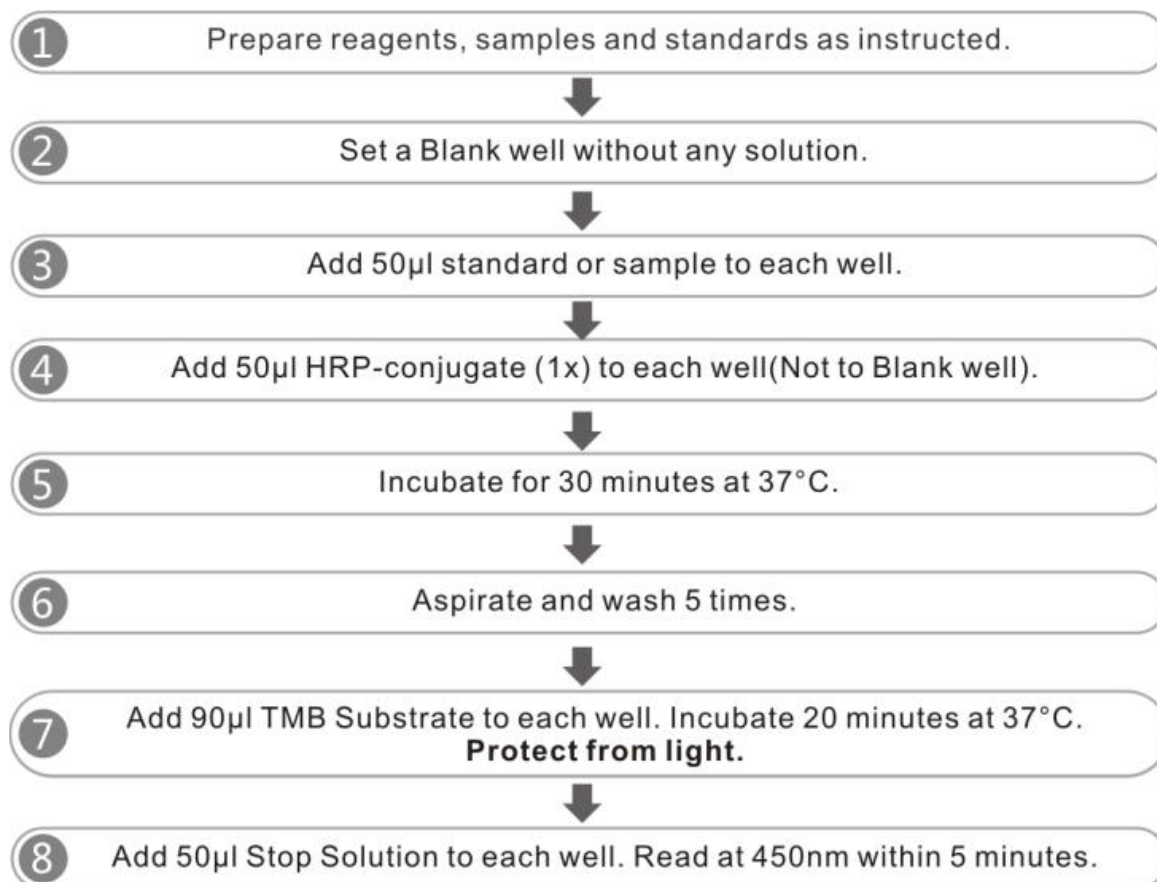 1 Prepare reagents, samples and standards as instructed.
2 Set a Blank well without any solution.
3 Add 50µl standard or sample to each well.
4 Add 50µl HRP-conjugate (1x) to each well(Not to Blank well).
5 Incubate for 30 minutes at 37°C.
6 Aspirate and wash 5 times.
7 Add 90µl TMB Substrate to each well. Incubate 20 minutes at 37°C.
Protect from light.
8 Add 50µl Stop Solution to each well. Read at 450nm within 5 minutes.